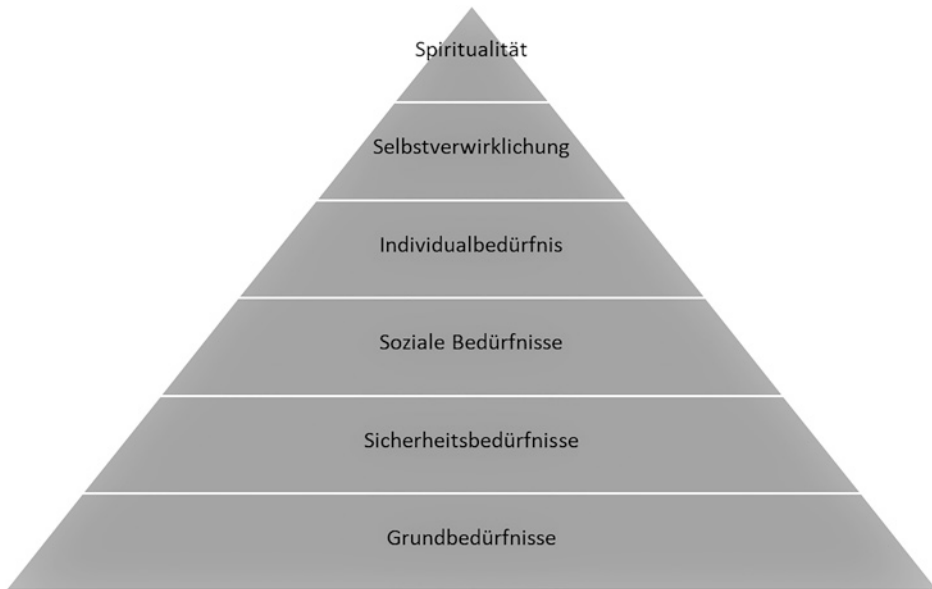 Spiritualität
Selbstverwirklichung
Individualbedürfnis
Soziale Bedürfnisse
Sicherheitsbedürfnisse
Grundbedürfnisse